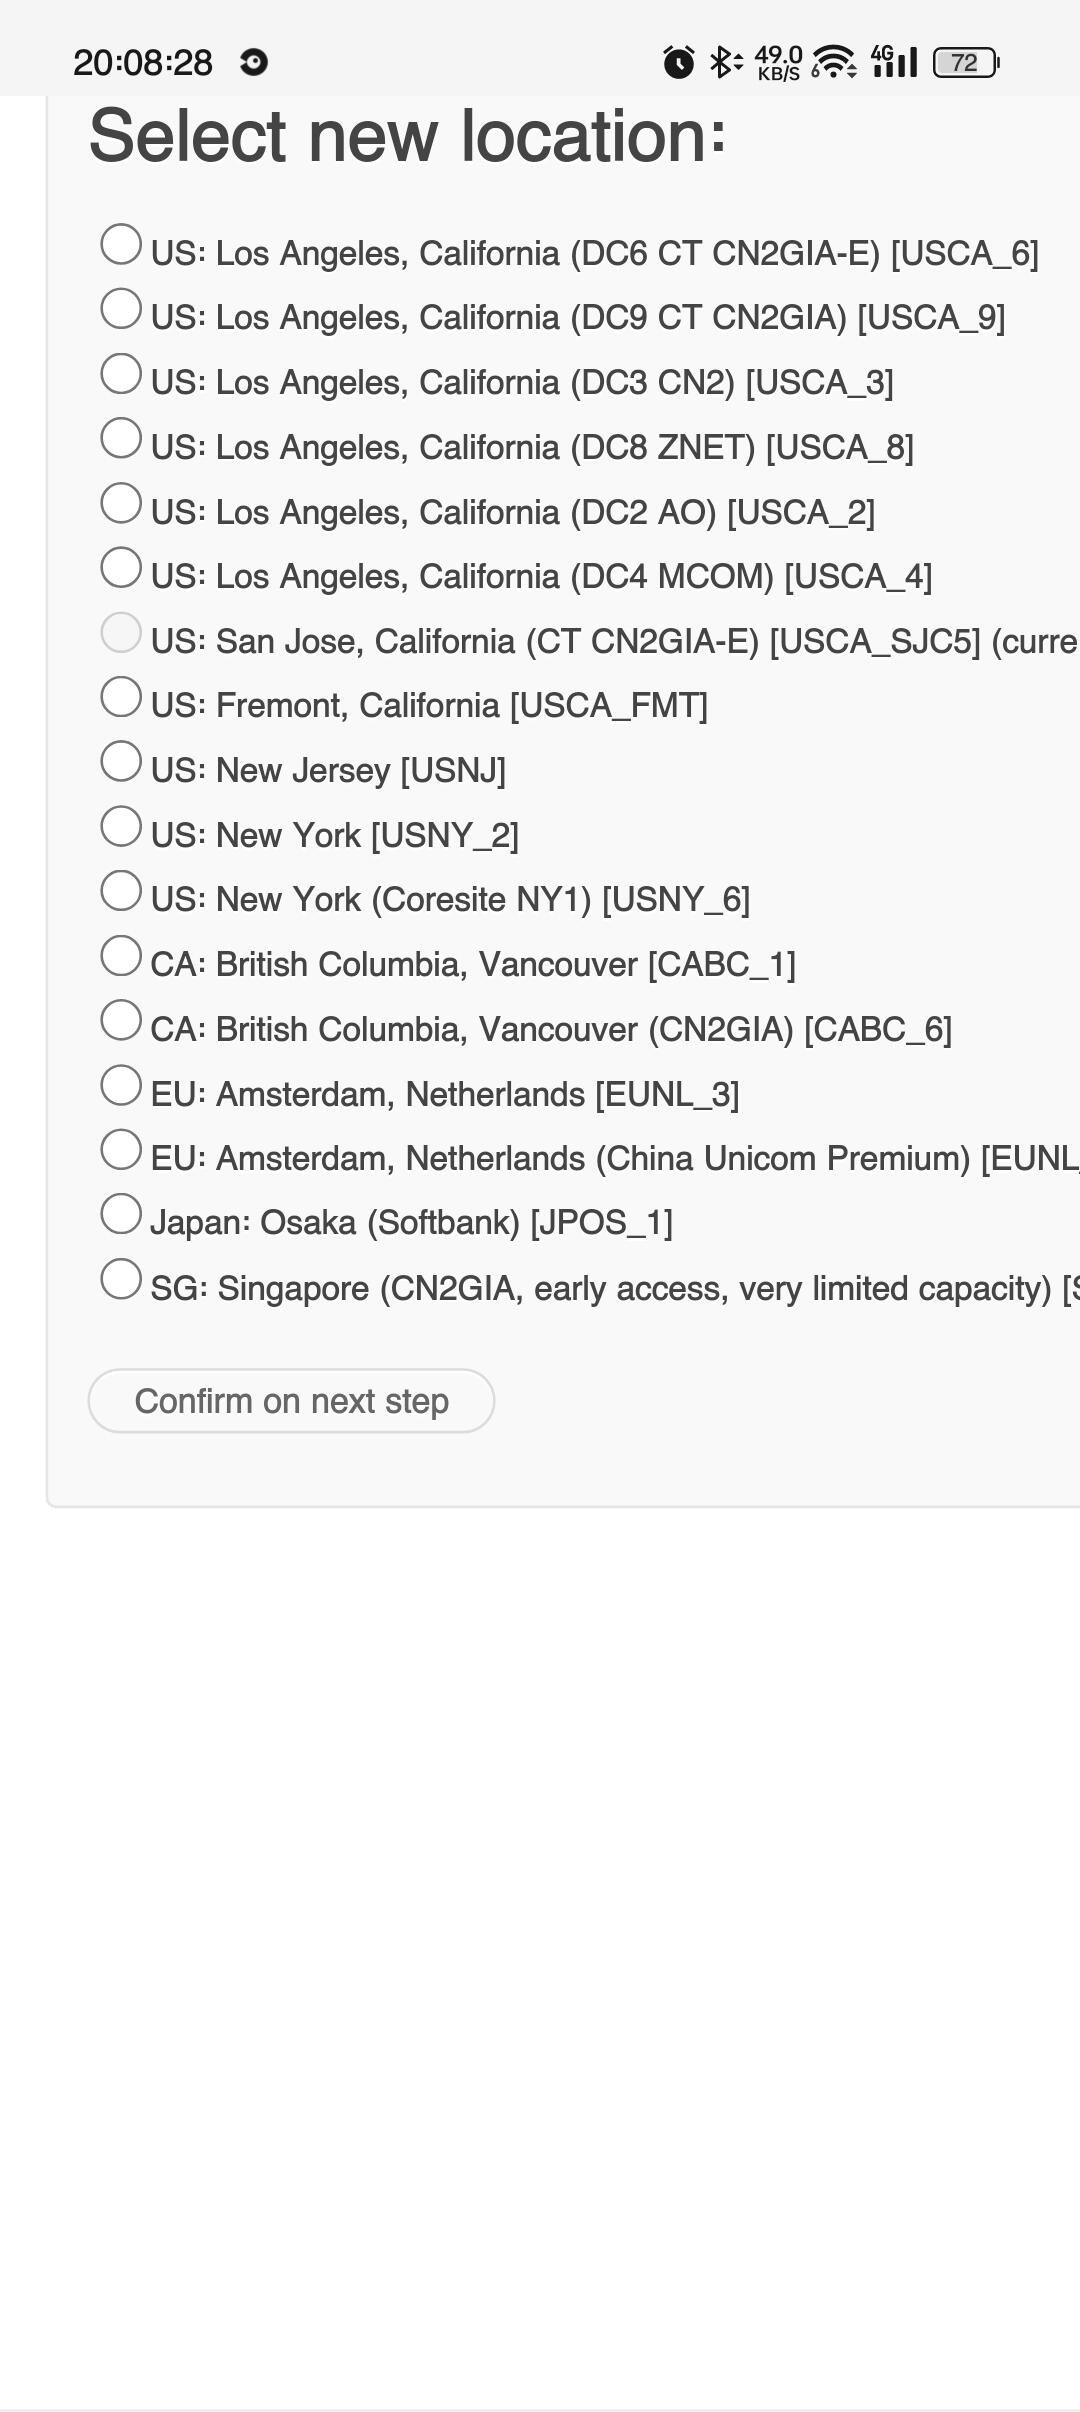 20:08:28 49.0 KB/S 6 4G 72
Select new location:
US: Los Angeles, California (DC6 CT CN2GIA-E) [USCA_6]
US: Los Angeles, California (DC9 CT CN2GIA) [USCA_9]
US: Los Angeles, California (DC3 CN2) [USCA_3]
US: Los Angeles, California (DC8 ZNET) [USCA_8]
US: Los Angeles, California (DC2 AO) [USCA_2]
US: Los Angeles, California (DC4 MCOM) [USCA_4]
US: San Jose, California (CT CN2GIA-E) [USCA_SJC5] (curre
US: Fremont, California [USCA_FMT]
US: New Jersey [USNJ]
US: New York [USNY_2]
US: New York (Coresite NY1) [USNY_6]
CA: British Columbia, Vancouver [CABC_1]
CA: British Columbia, Vancouver (CN2GIA) [CABC_6]
EU: Amsterdam, Netherlands [EUNL_3]
EU: Amsterdam, Netherlands (China Unicom Premium) [EUNL_
Japan: Osaka (Softbank) [JPOS_1]
SG: Singapore (CN2GIA, early access, very limited capacity) [S
Confirm on next step